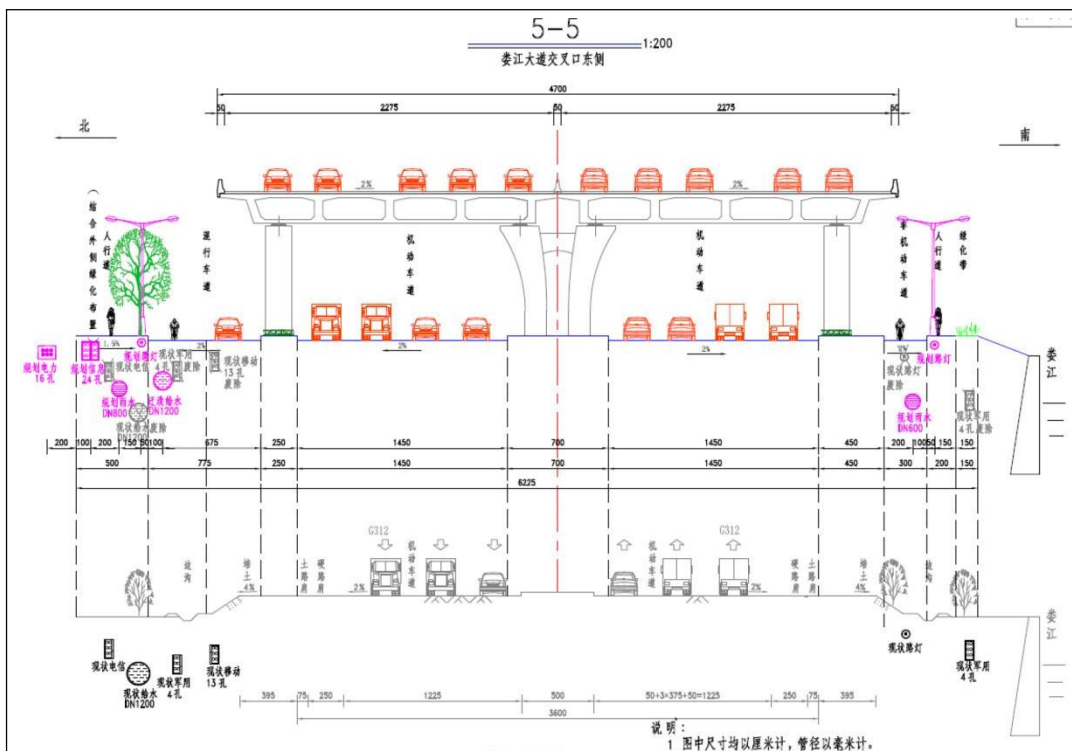 5-5
1:200
娄江大道交叉口东侧
4700
50 2275 50 2275 50
北
南
2% 2%
（结合外侧绿化布置
人行道
混行车道
机动车道
机动车道
非机动车道
人行道
绿化带
1.5% 2% 2% 2%
娄江
规划电力
16孔
规划信息
24孔
规划路灯
现状电信
现状军用
4孔
废除
现状移动
13孔
废除
规划雨水
DN800
迁改给水
DN1200
现状给水废除
DN1200
现状路灯
废除
规划路灯
规划雨水
DN600
现状军用
4孔废除
200 100 200 150 50 100 675 250 1450 700 1450 450 200 100 50 150 150
500 775 250 1450 700 1450 450 300 200 150
6225
G312 G312
边沟
培土
土路肩
硬路肩
机动车道
机动车道
硬路肩
土路肩
培土
边沟
4% 2% 2% 4%
娄江
现状电信
现状给水
DN1200
现状军用
4孔
现状移动
13孔
现状路灯
现状军用
4孔
395 75 250 1225 500 50+3×375+50=1225 250 75 395
3600
说明：
1 图中尺寸均以厘米计，管径以毫米计。